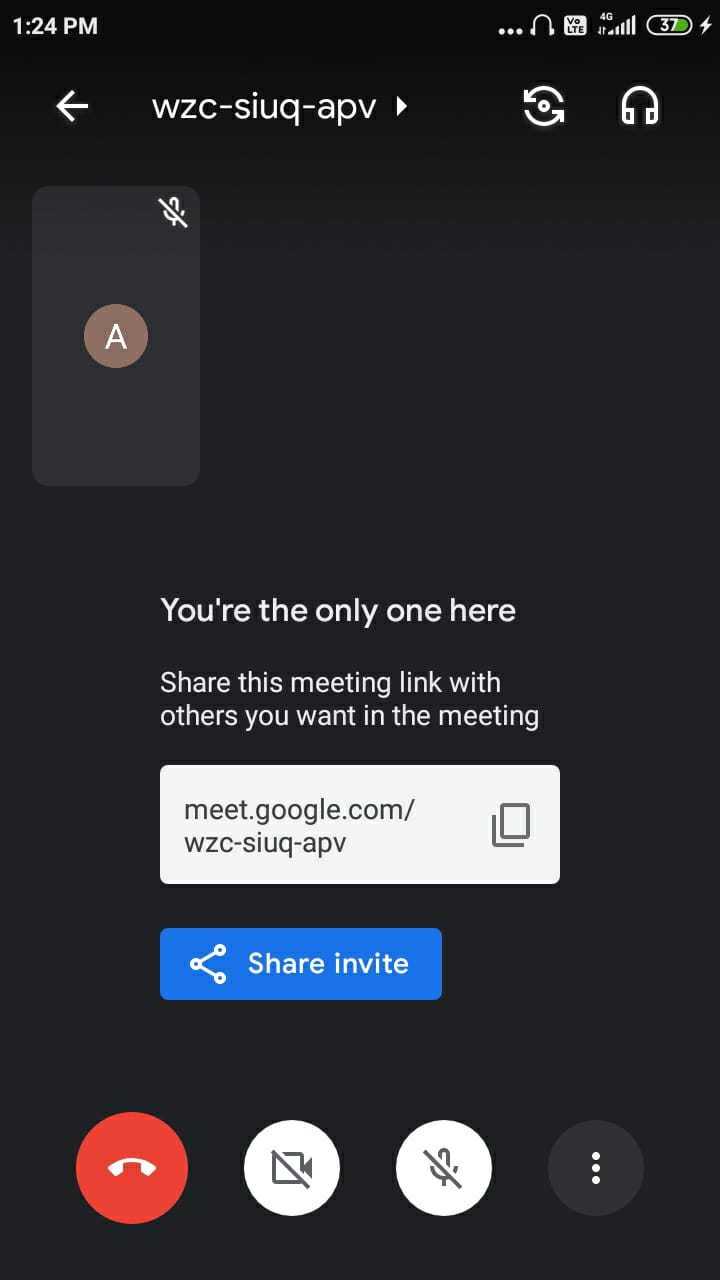 1:24 PM
Vo
LTE
4G
37
wzc-siuq-apv
A
You're the only one here
Share this meeting link with
others you want in the meeting
meet.google.com/
wzc-siuq-apv
Share invite